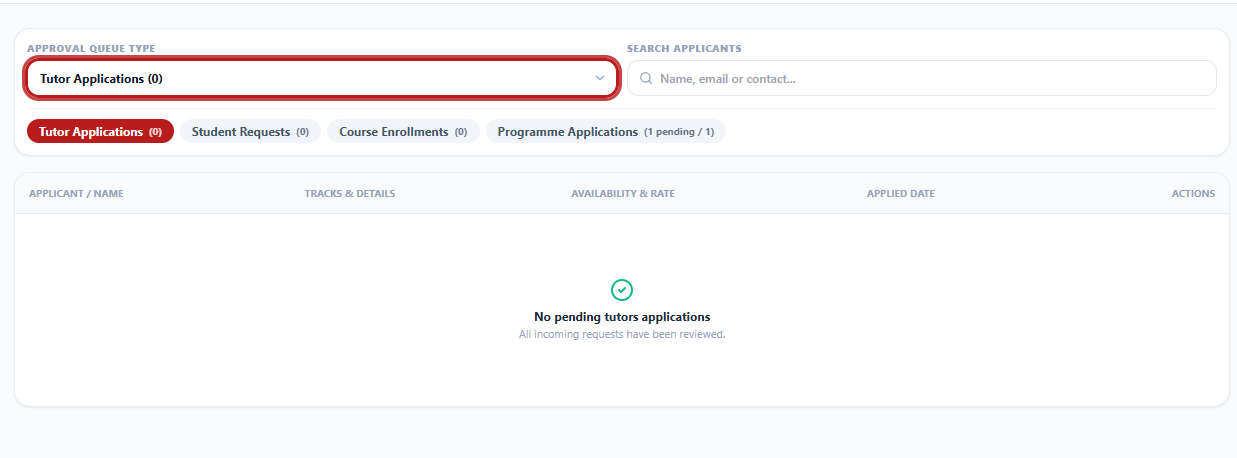 APPROVAL QUEUE TYPE
SEARCH APPLICANTS
Tutor Applications (0)
Name, email or contact...
Tutor Applications (0) Student Requests (0) Course Enrollments (0) Programme Applications (1 pending / 1)
APPLICANT / NAME TRACKS & DETAILS AVAILABILITY & RATE APPLIED DATE ACTIONS
No pending tutors applications
All incoming requests have been reviewed.